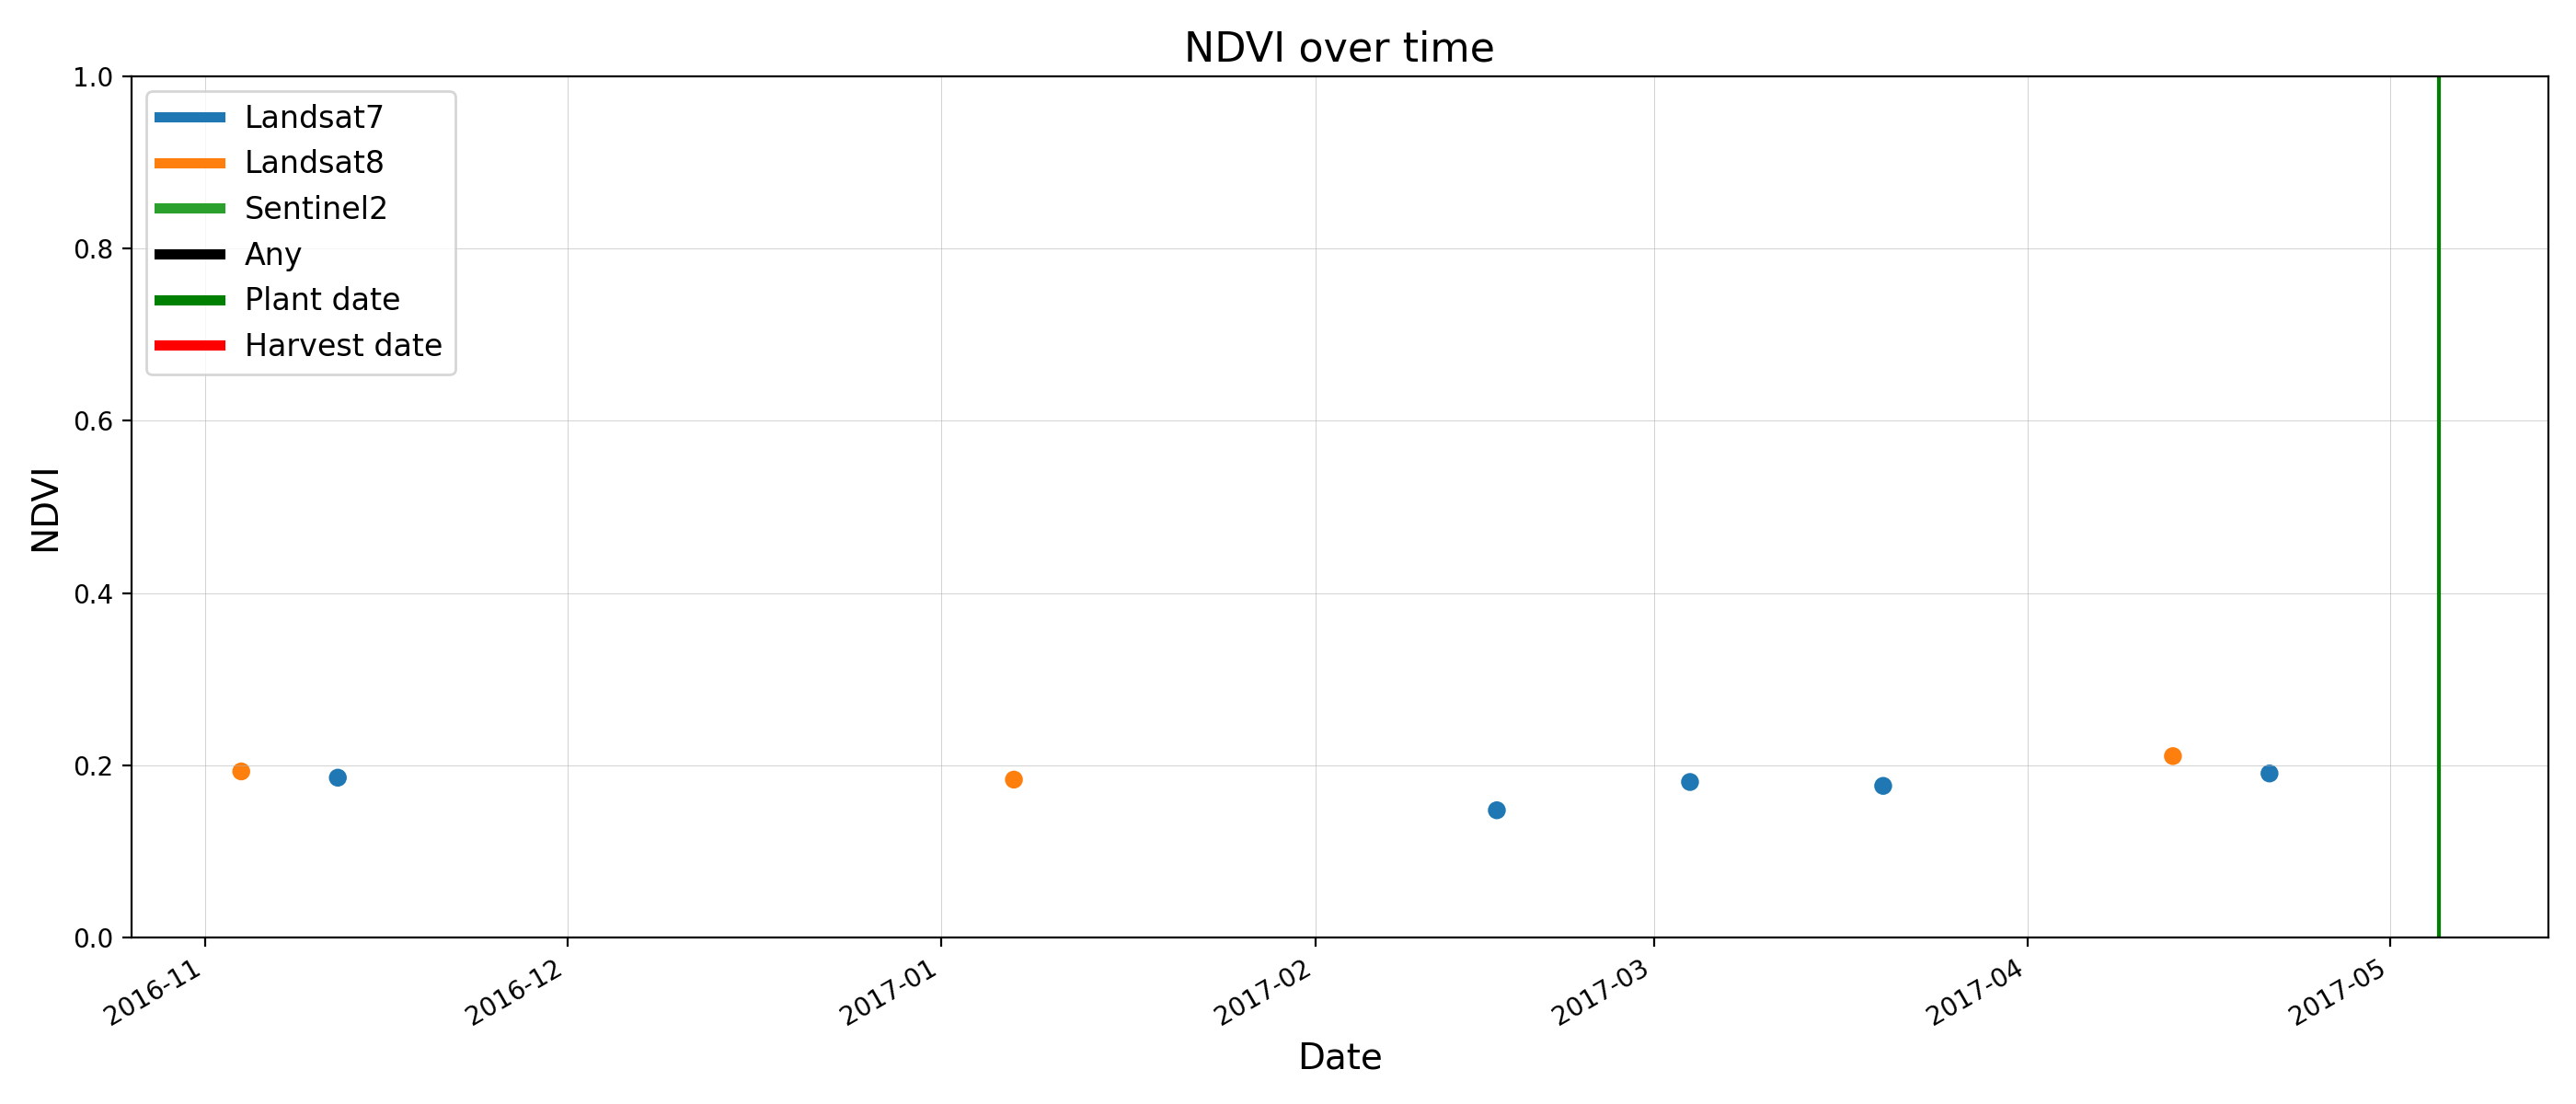 NDVI over time
1.0
0.8
0.6
0.4
0.2
0.0
NDVI
Landsat7
Landsat8
Sentinel2
Any
Plant date
Harvest date
2016-11
2016-12
2017-01
2017-02
2017-03
2017-04
2017-05
Date